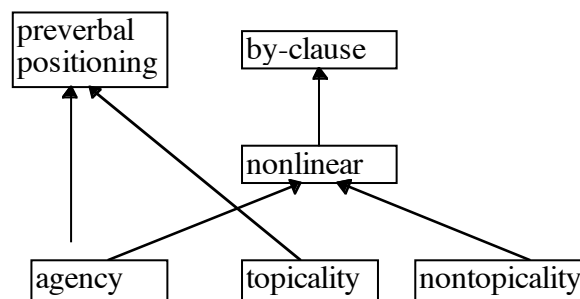 preverbal
positioning
by-clause
nonlinear
agency
topicality
nontopicality